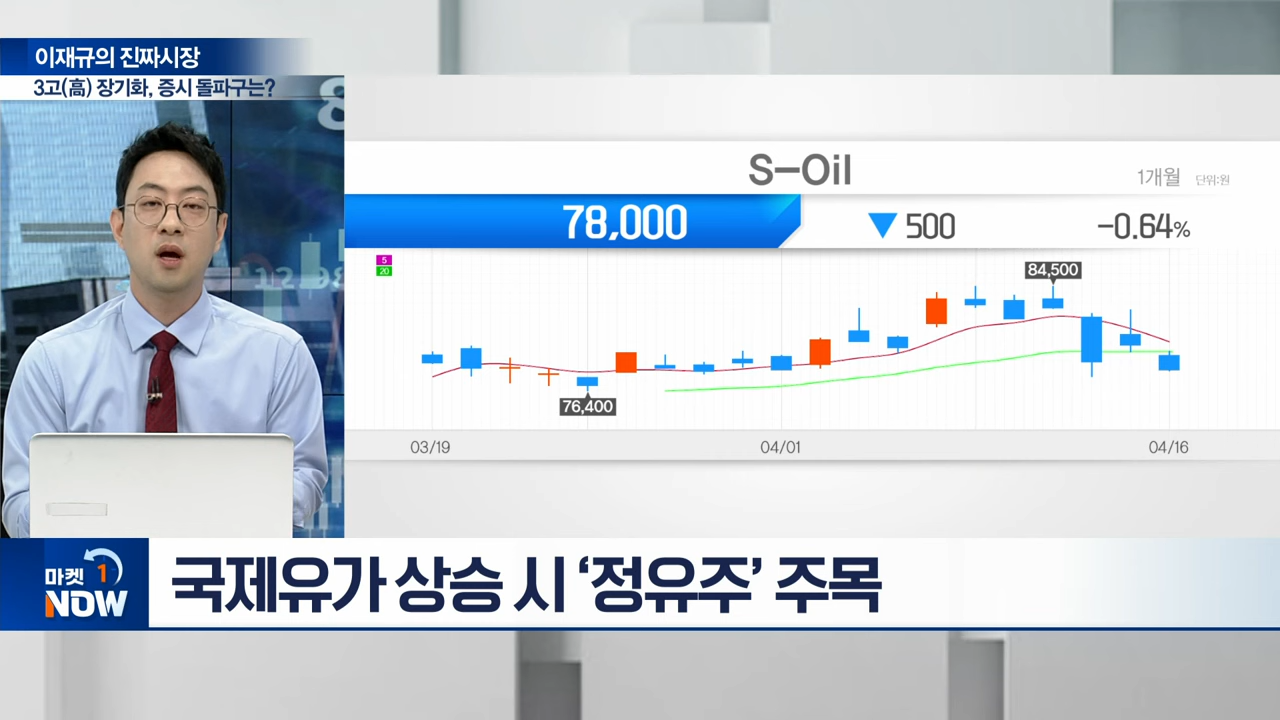 이재규의 진짜시장
3고(高) 장기화, 증시 돌파구는?
S-Oil
1개월 단위:원
78,000 ▼500 -0.64%
5
20
84,500
76,400
03/19 04/01 04/16
마켓 1
NOW
국제유가 상승 시 ‘정유주’ 주목